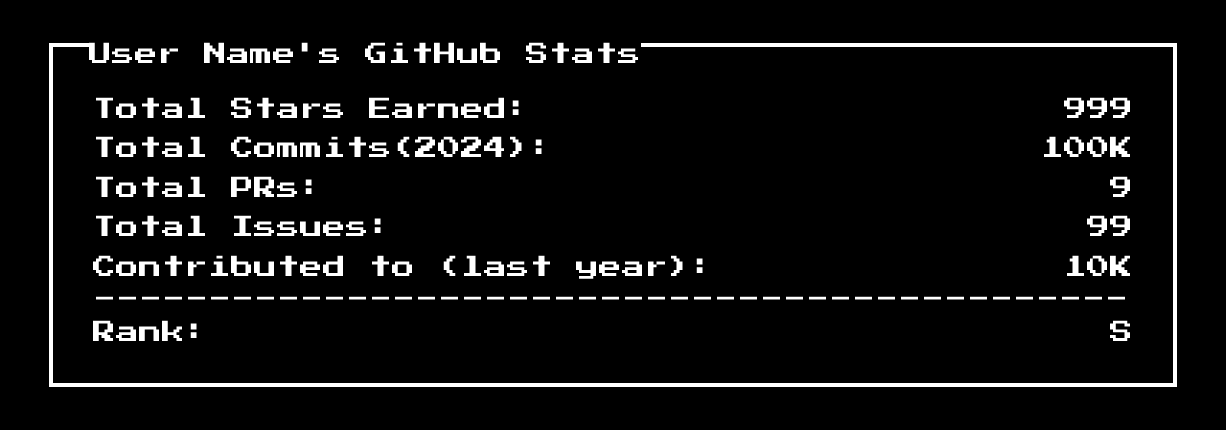 User Name's GitHub Stats
Total Stars Earned: 999
Total Commits(2024): 100K
Total PRs: 9
Total Issues: 99
Contributed to (last year): 10K
---------------------------------------------
Rank: S